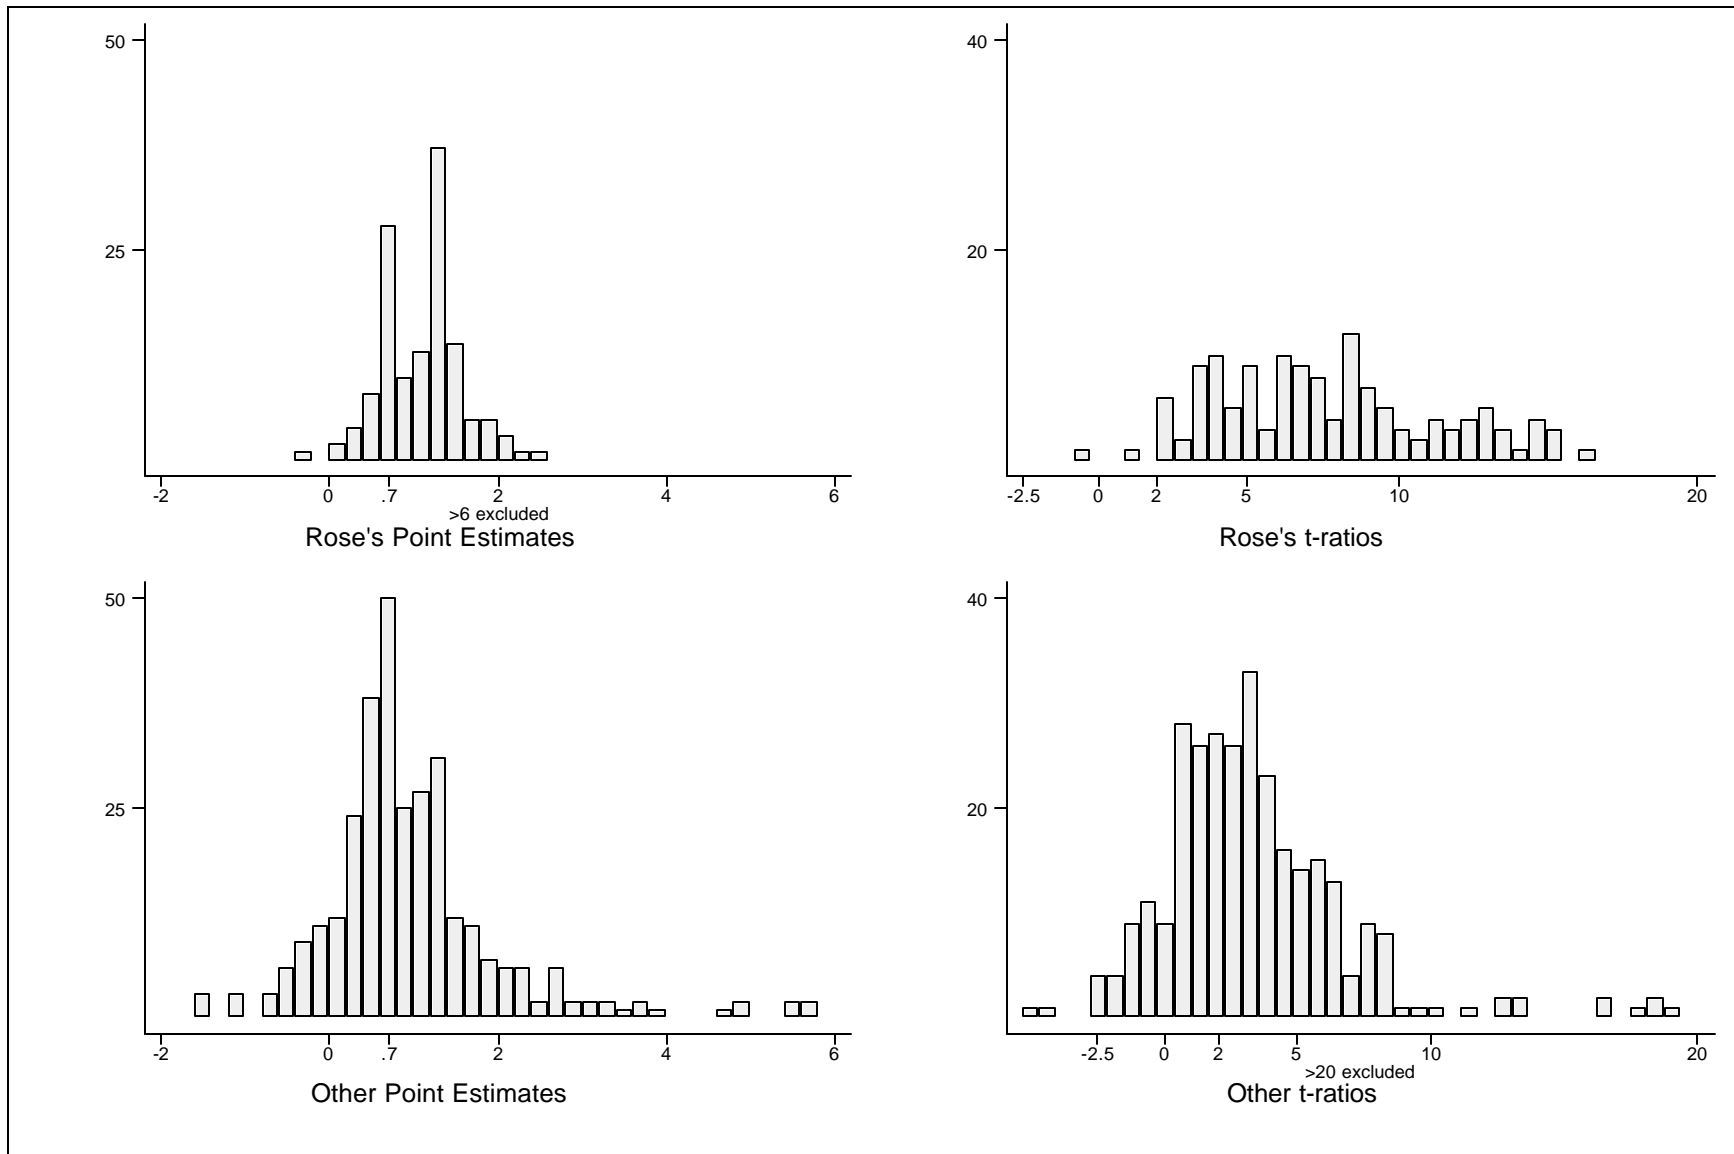 50
25
-2 0 .7 2 4 6
>6 excluded
Rose's Point Estimates
40
20
-2.5 0 2 5 10 20
Rose's t-ratios
50
25
-2 0 .7 2 4 6
Other Point Estimates
40
20
-2.5 0 2 5 10 20
>20 excluded
Other t-ratios